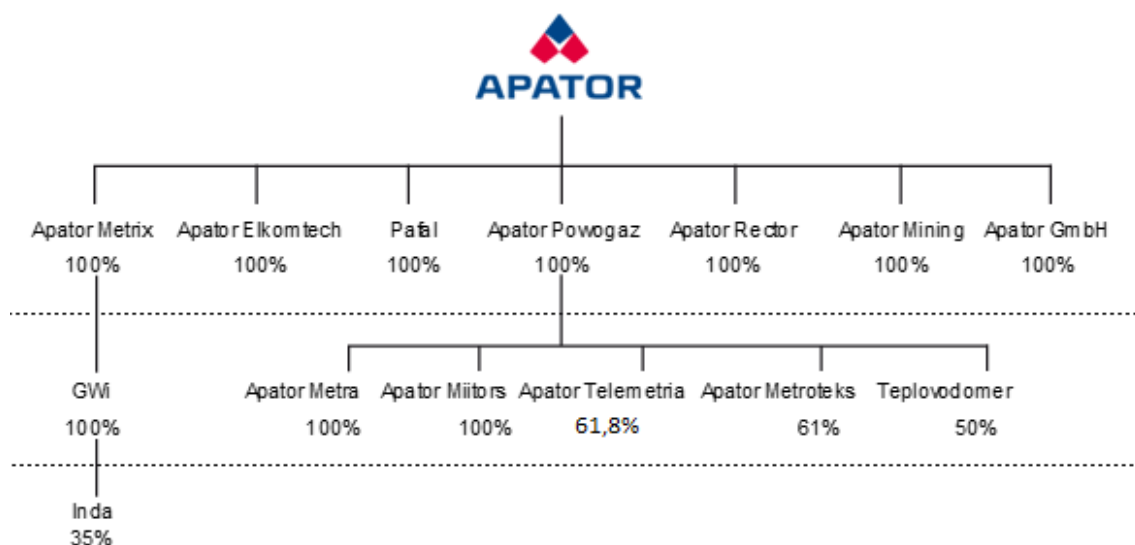 APATOR
Apator Metrix Apator Elkomtech Pafal Apator Powogaz Apator Rector Apator Mining Apator GmbH
100% 100% 100% 100% 100% 100% 100%
GWi Apator Metra Apator Miitors Apator Telemetria Apator Metroteks Teplovodomer
100% 100% 100% 61,8% 61% 50%
Inda
35%